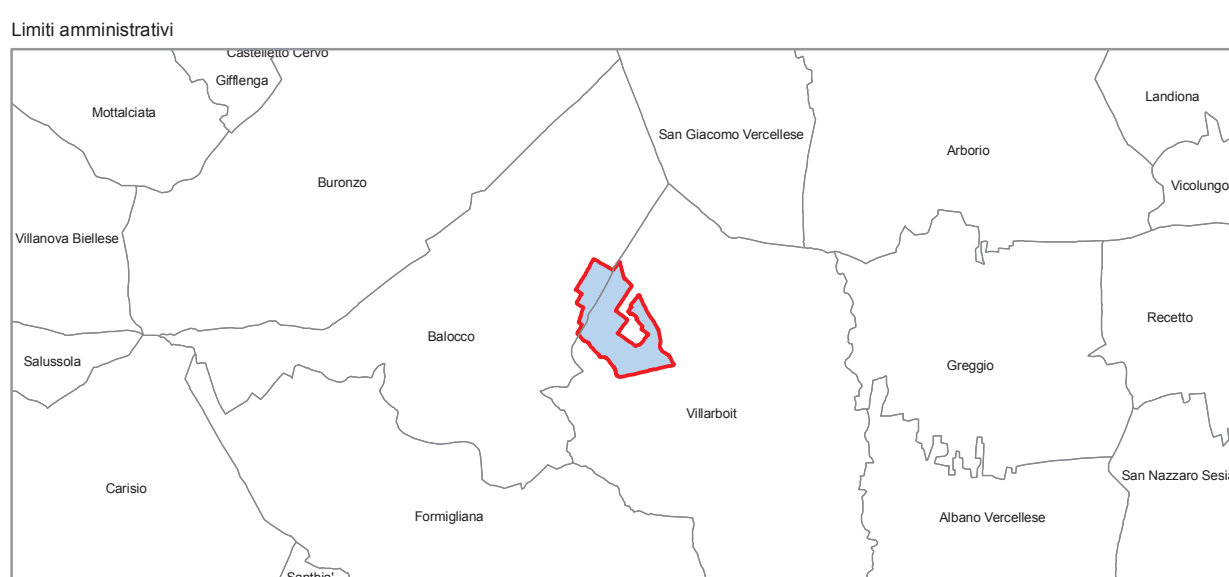 Limiti amministrativi
Castelletto Cervo
Gifflenga
Mottalciata
Landiona
San Giacomo Vercellese
Arborio
Buronzo
Vicolungo
Villanova Biellese
Recetto
Balocco
Salussola
Greggio
Villarboit
San Nazzaro Sesia
Carisio
Formigliana
Albano Vercellese
Santhia'